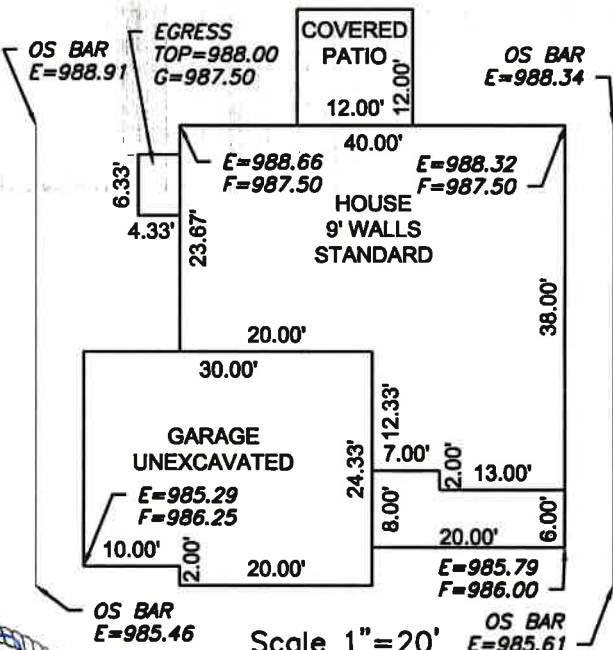 OS BAR
E=988.91
EGRESS
TOP=988.00
G=987.50
COVERED
PATIO
12.00'
12.00'
OS BAR
E=988.34
40.00'
E=988.66
F=987.50
E=988.32
F=987.50
6.33'
4.33'
23.67'
HOUSE
9' WALLS
STANDARD
38.00'
20.00'
30.00'
12.33'
GARAGE
UNEXCAVATED
24.33'
7.00'
2.00'
13.00'
E=985.29
F=986.25
8.00'
6.00'
20.00'
10.00'
2.00'
20.00'
E=985.79
F=986.00
OS BAR
E=985.46
Scale 1"=20'
OS BAR
E=985.61